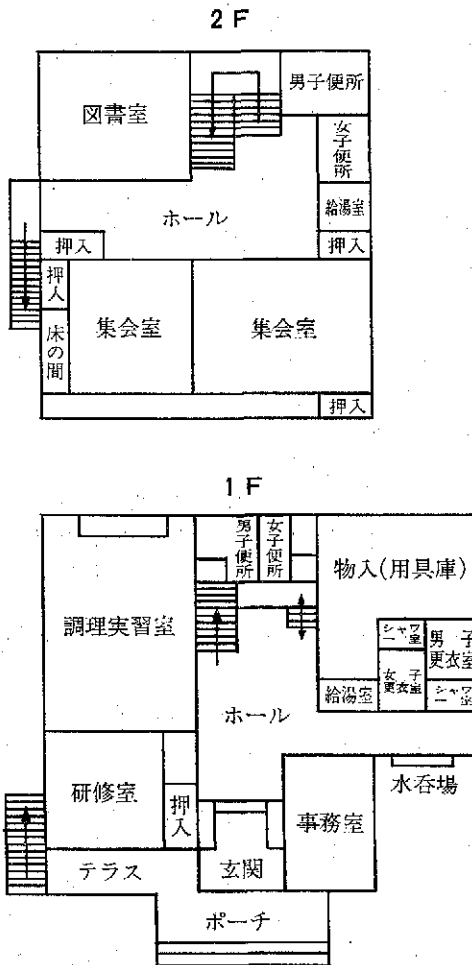 2F
男子便所
図書室
女子便所
給湯室
ホール
押入
押入
押入
集会室
集会室
床の間
押入
1F
男子便所
女子便所
物入(用具庫)
調理実習室
シャワー室
男子更衣室
女子更衣室
シャワー室
給湯室
ホール
研修室
押入
水呑場
事務室
テラス
玄関
ポーチ